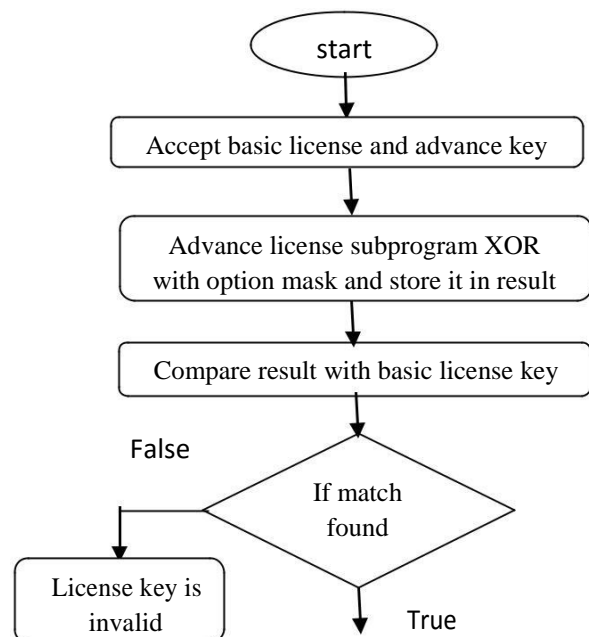 start
Accept basic license and advance key
Advance license subprogram XOR
with option mask and store it in result
Compare result with basic license key
False
If match
found
License key is
invalid
True